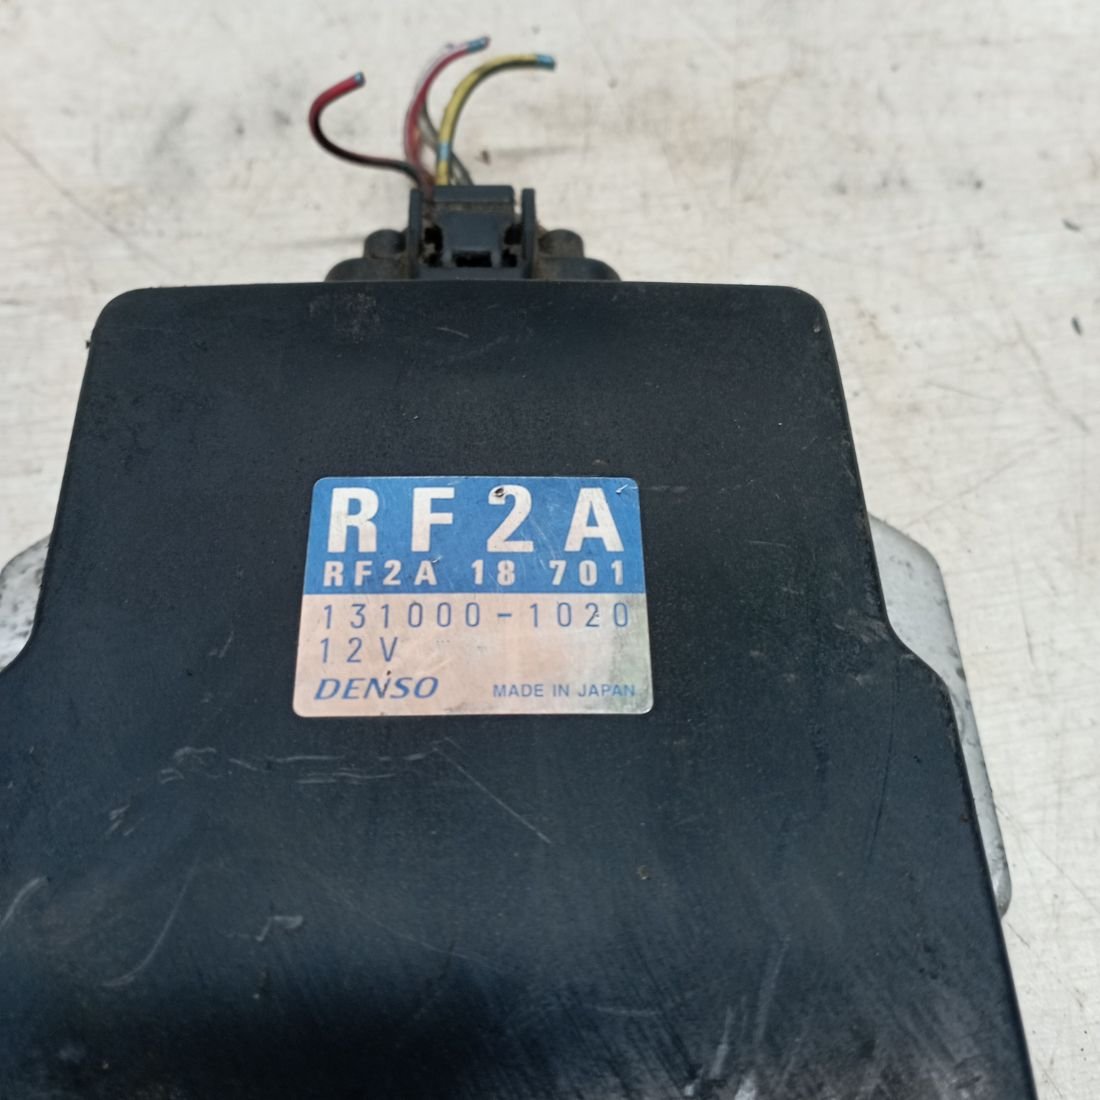 RF2A
RF2A 18 701
131000-1020
12V
DENSO MADE IN JAPAN